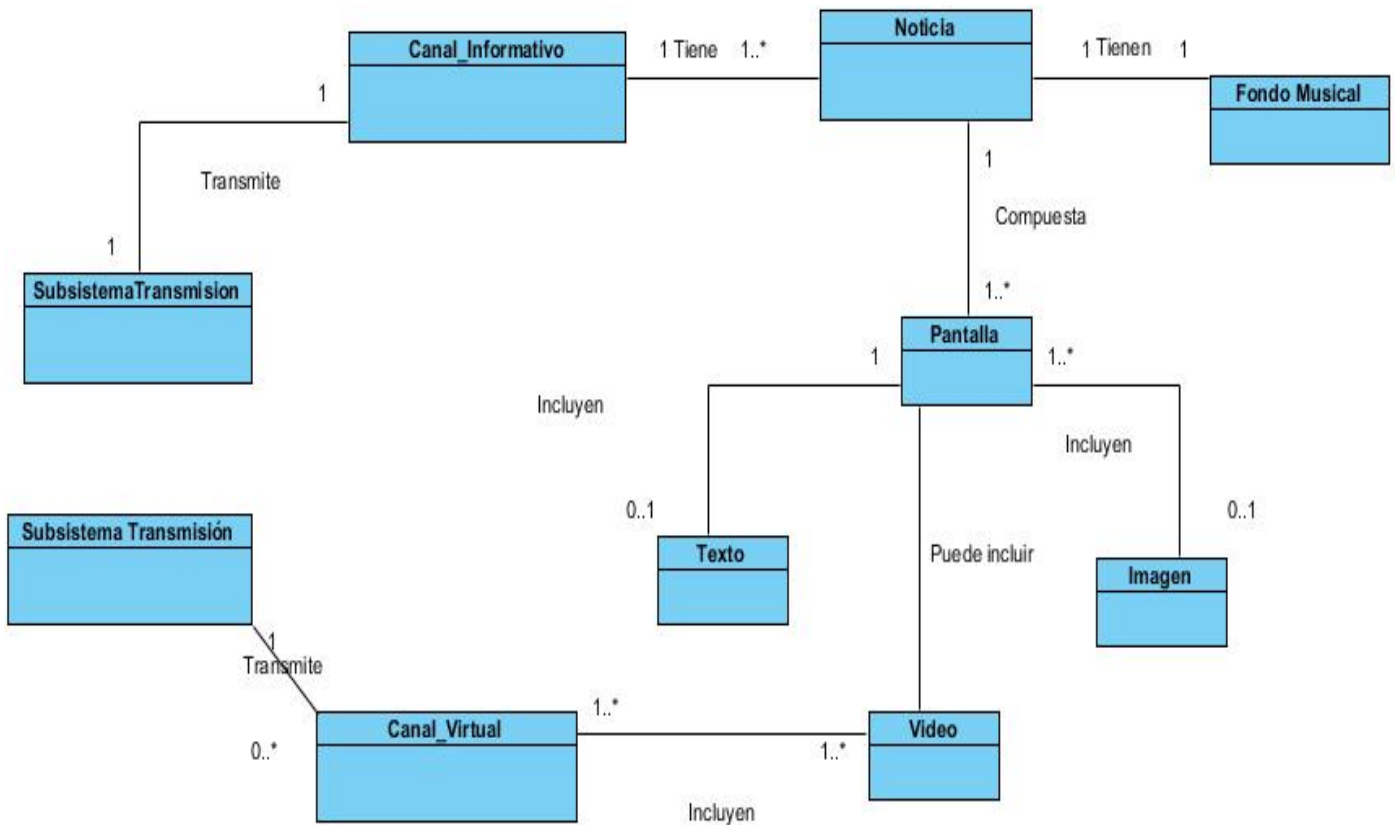 Noticia
Canal_Informativo
1 Tiene 1..*
1 Tienen 1
Fondo Musical
1
Transmite
1
1
Compuesta
1..*
SubsistemaTransmision
Pantalla
1
1..*
Incluyen
Incluyen
0..1
0..1
Subsistema Transmisión
Texto
Puede incluir
Imagen
1
Transmite
1..*
Canal_Virtual
Video
0..*
1..*
Incluyen